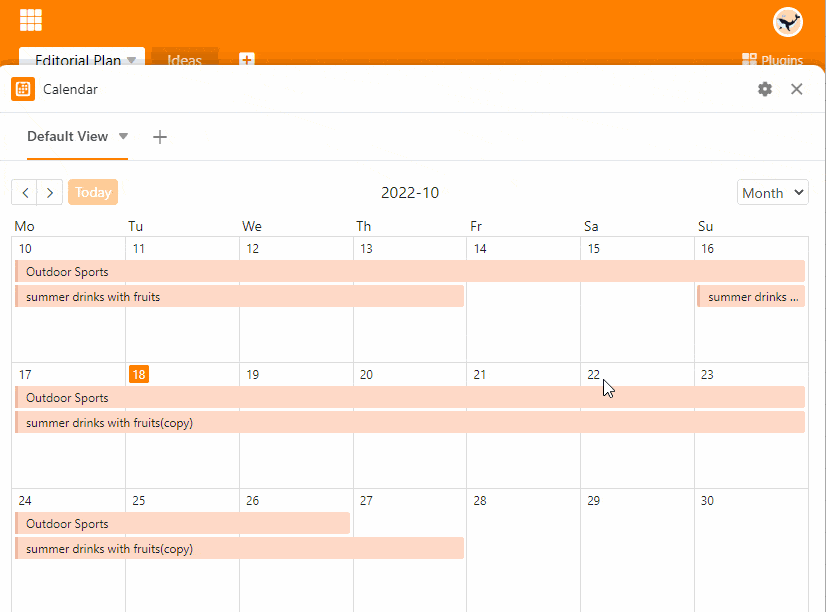 Editorial Plan Ideas Plugins
Calendar
Default View
Today 2022-10 Month
Mo Tu We Th Fr Sa Su
10 11 12 13 14 15 16
Outdoor Sports
summer drinks with fruits summer drinks ...
17 18 19 20 21 22 23
Outdoor Sports
summer drinks with fruits(copy)
24 25 26 27 28 29 30
Outdoor Sports
summer drinks with fruits(copy)